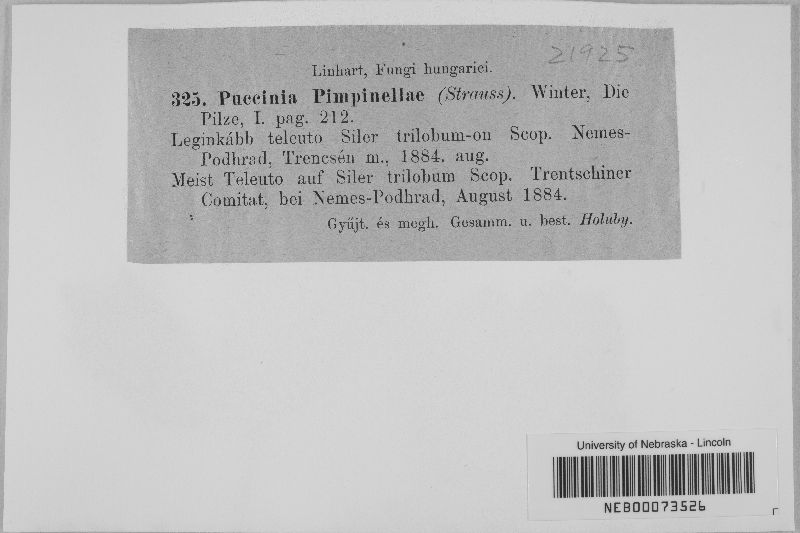 21925
Linhart, Fungi hungarici.
325. Puccinia Pimpinellae (Strauss). Winter, Die
Pilze, I. pag. 212.
Leginkább teleuto Siler trilobum-on Scop. Nemes-
Podhrad, Trencsén m., 1884. aug.
Meist Teleuto auf Siler trilobum Scop. Trentschiner
Comitat, bei Nemes-Podhrad, August 1884.
Gyűjt. és megh. Gesamm. u. best. Holuby.
University of Nebraska - Lincoln
NEB00073526